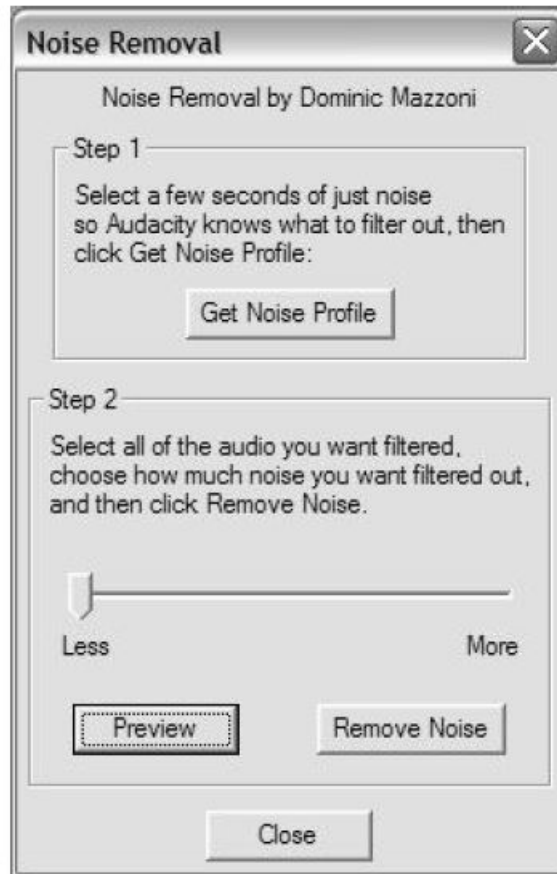 Noise Removal
Noise Removal by Dominic Mazzoni
Step 1
Select a few seconds of just noise
so Audacity knows what to filter out, then
click Get Noise Profile:
Get Noise Profile
Step 2
Select all of the audio you want filtered,
choose how much noise you want filtered out,
and then click Remove Noise.
Less More
Preview Remove Noise
Close